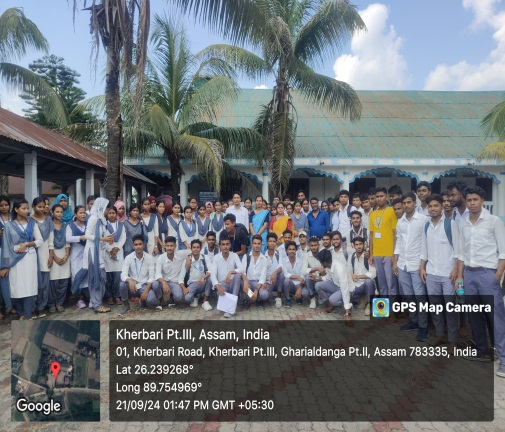 GPS Map Camera
Kherbari Pt.III, Assam, India
01, Kherbari Road, Kherbari Pt.III, Gharialdanga Pt.II, Assam 783335, India
Lat 26.239268°
Long 89.754969°
21/09/24 01:47 PM GMT +05:30
Google